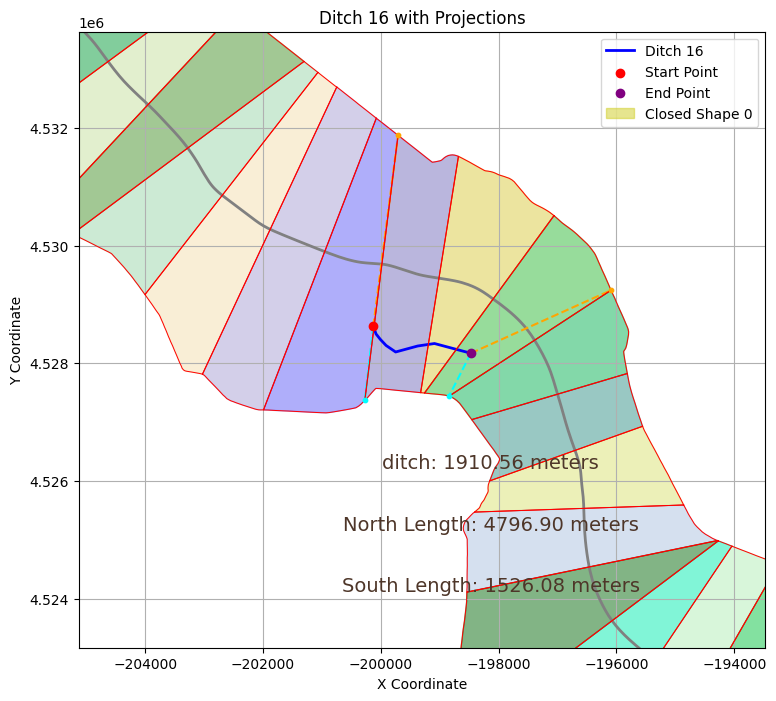 Ditch 16 with Projections
1e6
Ditch 16
Start Point
End Point
Closed Shape 0
4.532
4.530
4.528
4.526
4.524
Y Coordinate
ditch: 1910.56 meters
North Length: 4796.90 meters
South Length: 1526.08 meters
−204000 −202000 −200000 −198000 −196000 −194000
X Coordinate